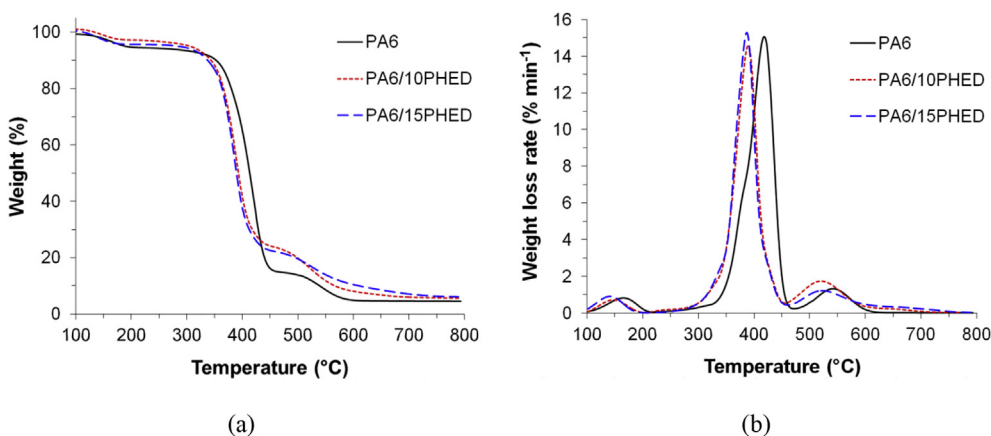 100
80
60
40
20
0
Weight (%)
100 200 300 400 500 600 700 800
Temperature (°C)
PA6
PA6/10PHED
PA6/15PHED
(a)
16
14
12
10
8
6
4
2
0
Weight loss rate (% min⁻¹)
100 200 300 400 500 600 700 800
Temperature (°C)
PA6
PA6/10PHED
PA6/15PHED
(b)